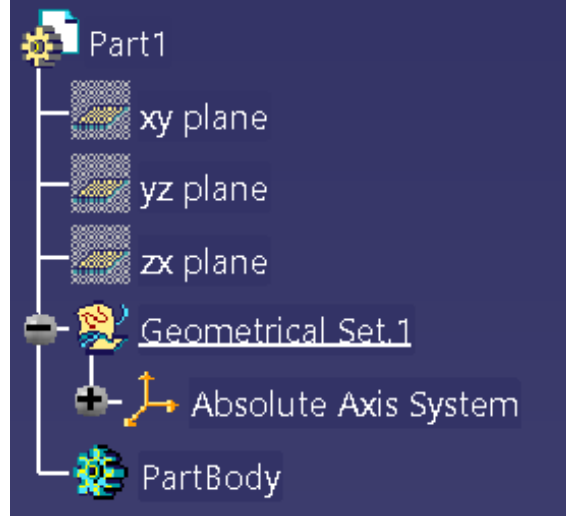 Part1
xy plane
yz plane
zx plane
Geometrical Set.1
Absolute Axis System
PartBody